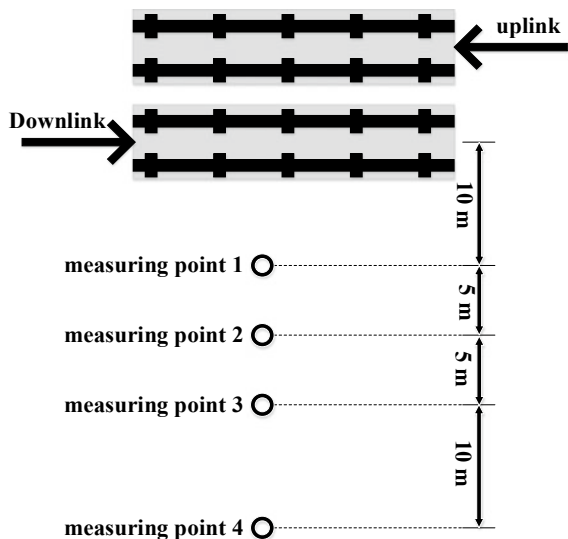 uplink
Downlink
10 m
measuring point 1
5 m
measuring point 2
5 m
measuring point 3
10 m
measuring point 4